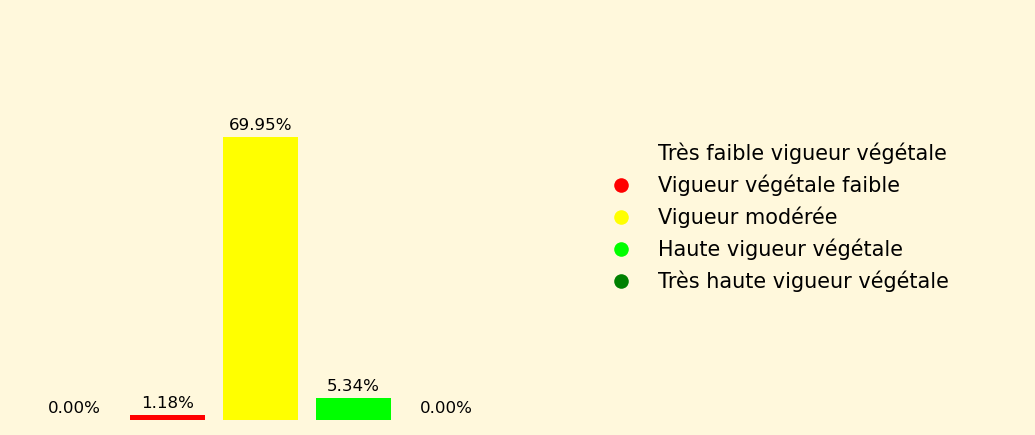 69.95%
5.34%
1.18%
0.00%
0.00%
Très faible vigueur végétale
Vigueur végétale faible
Vigueur modérée
Haute vigueur végétale
Très haute vigueur végétale